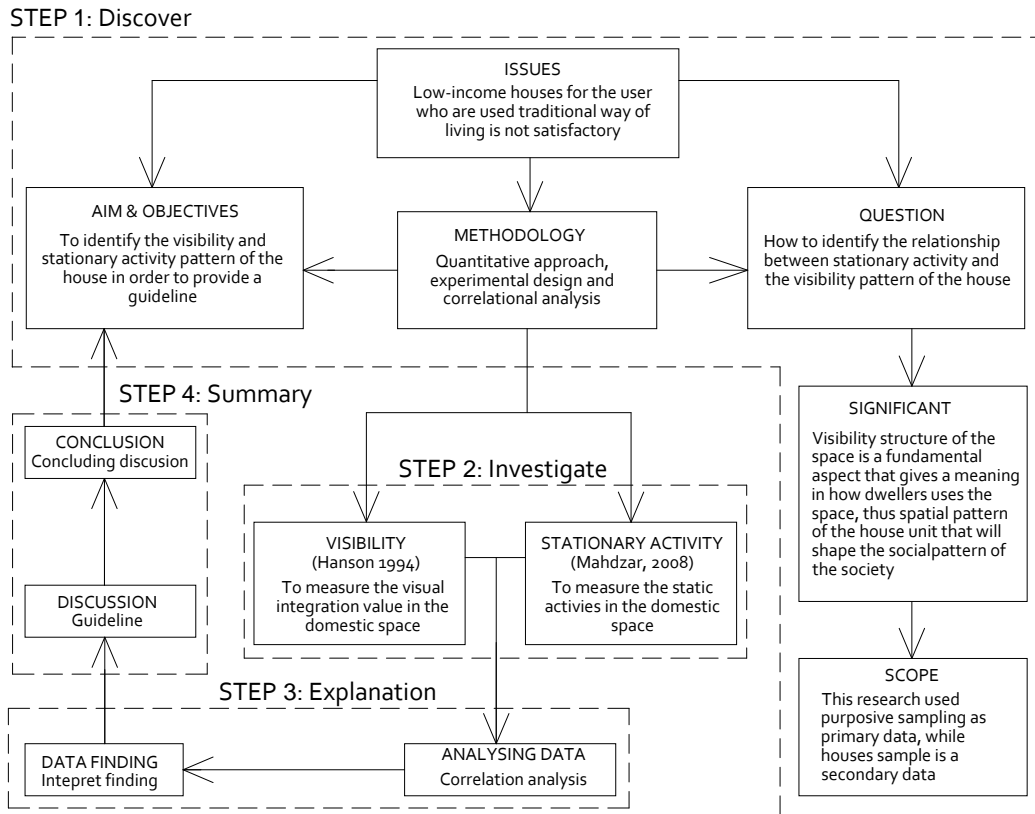 STEP 1: Discover
ISSUES
Low-income houses for the user
who are used traditional way of
living is not satisfactory
AIM & OBJECTIVES
To identify the visibility and
stationary activity pattern of the
house in order to provide a
guideline
METHODOLOGY
Quantitative approach,
experimental design and
correlational analysis
QUESTION
How to identify the relationship
between stationary activity and
the visibility pattern of the house
STEP 4: Summary
CONCLUSION
Concluding discusion
DISCUSSION
Guideline
STEP 2: Investigate
VISIBILITY
(Hanson 1994)
To measure the visual
integration value in the
domestic space
STATIONARY ACTIVITY
(Mahdzar, 2008)
To measure the static
activies in the domestic
space
SIGNIFICANT
Visibility structure of the
space is a fundamental
aspect that gives a meaning
in how dwellers uses the
space, thus spatial pattern
of the house unit that will
shape the socialpattern of
the society
STEP 3: Explanation
DATA FINDING
Intepret finding
ANALYSING DATA
Correlation analysis
SCOPE
This research used
purposive sampling as
primary data, while
houses sample is a
secondary data